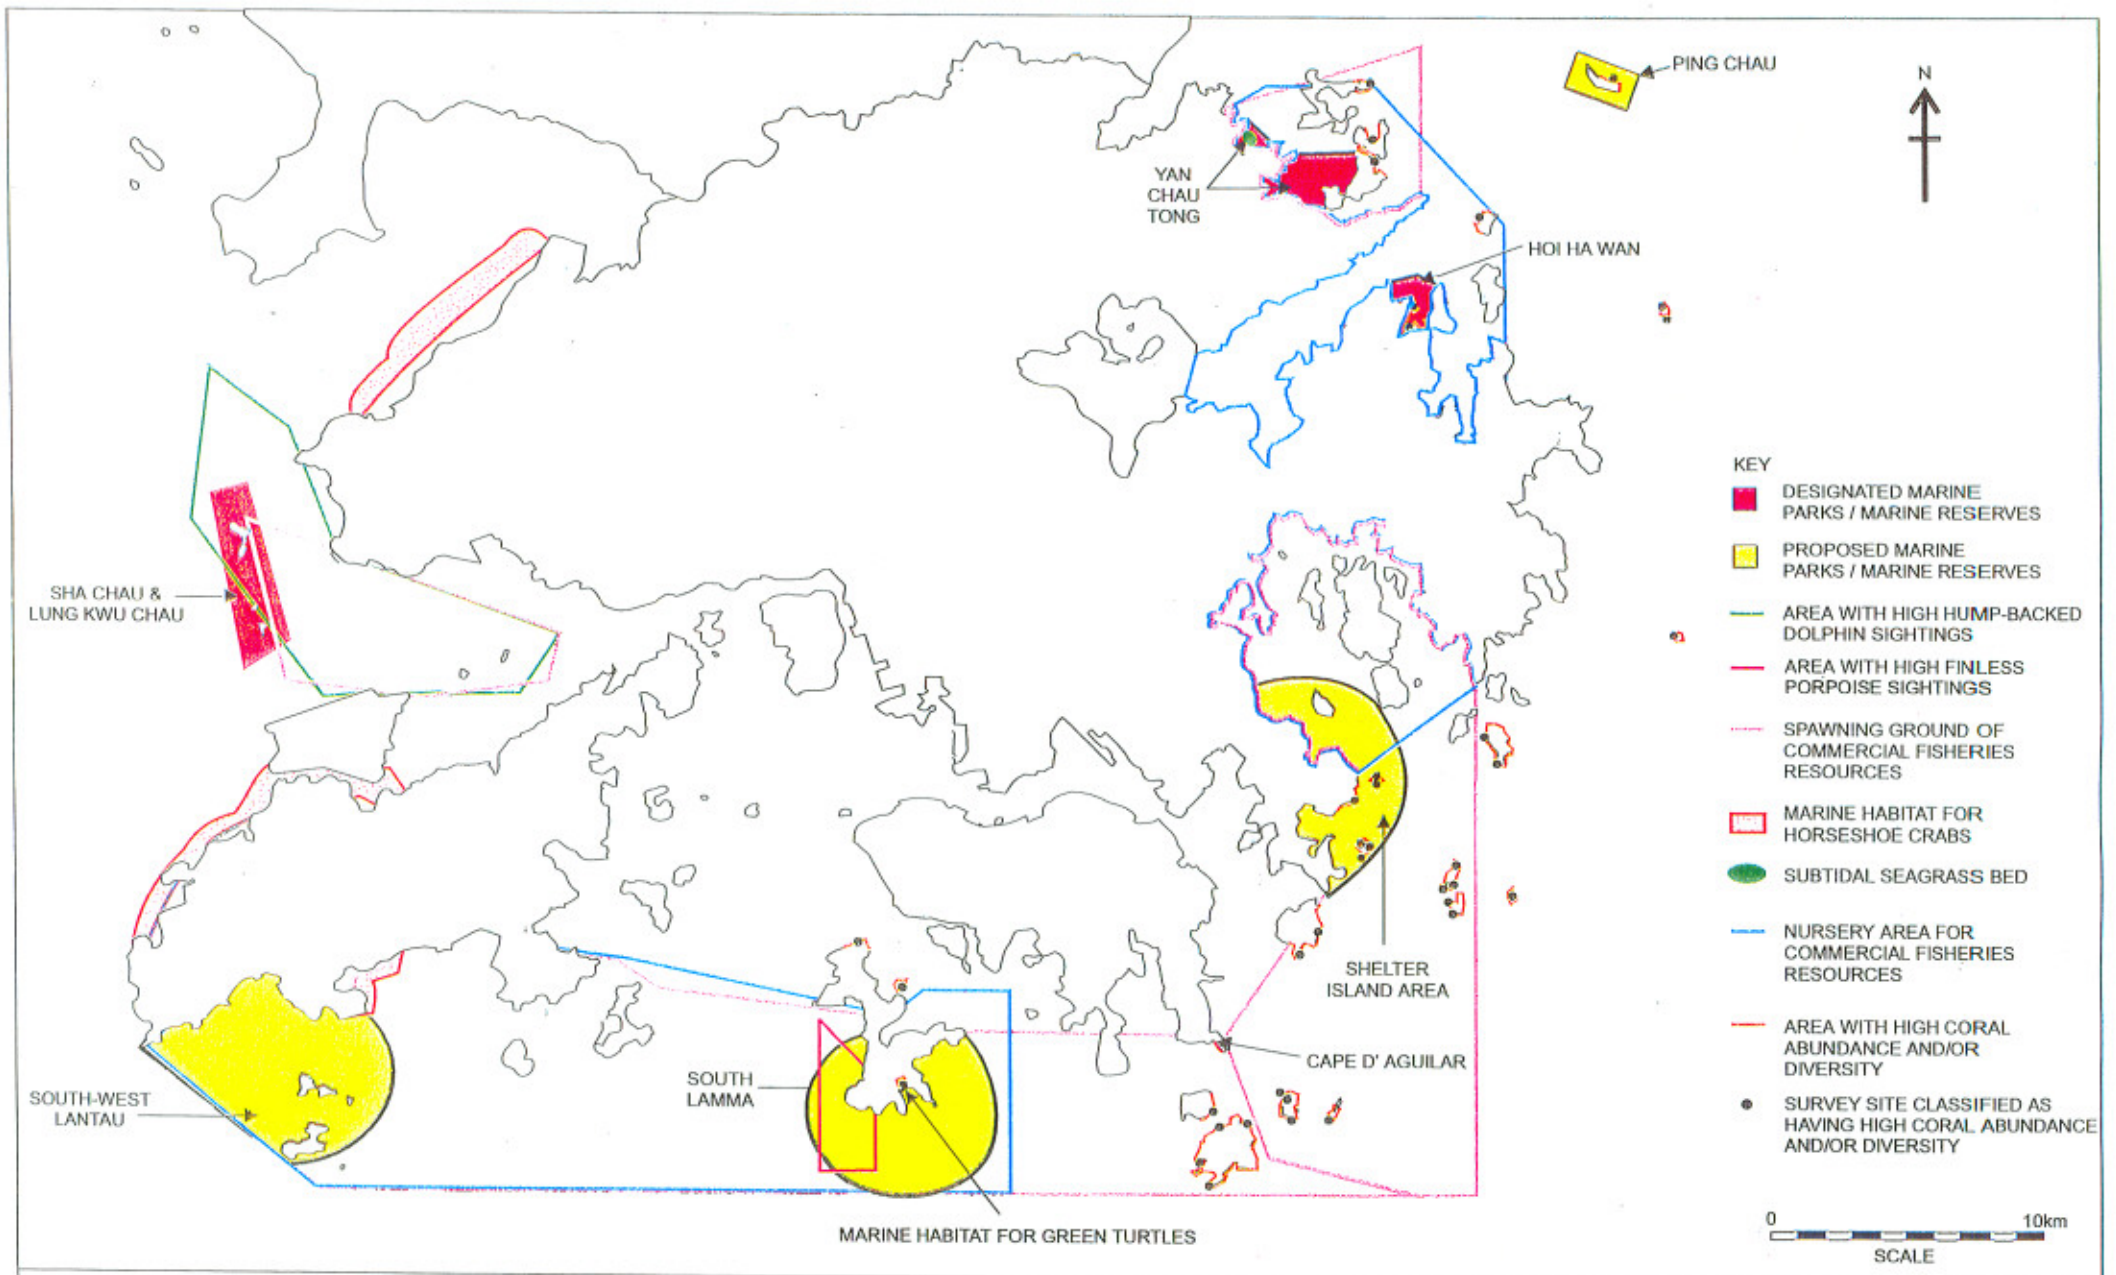 PING CHAU
N
YAN
CHAU
TONG
HOI HA WAN
SHA CHAU &
LUNG KWU CHAU
SHELTER
ISLAND AREA
CAPE D' AGUILAR
SOUTH
LAMMA
SOUTH-WEST
LANTAU
MARINE HABITAT FOR GREEN TURTLES
KEY
DESIGNATED MARINE
PARKS / MARINE RESERVES
PROPOSED MARINE
PARKS / MARINE RESERVES
AREA WITH HIGH HUMP-BACKED
DOLPHIN SIGHTINGS
AREA WITH HIGH FINLESS
PORPOISE SIGHTINGS
SPAWNING GROUND OF
COMMERCIAL FISHERIES
RESOURCES
MARINE HABITAT FOR
HORSESHOE CRABS
SUBTIDAL SEAGRASS BED
NURSERY AREA FOR
COMMERCIAL FISHERIES
RESOURCES
AREA WITH HIGH CORAL
ABUNDANCE AND/OR
DIVERSITY
SURVEY SITE CLASSIFIED AS
HAVING HIGH CORAL ABUNDANCE
AND/OR DIVERSITY
0 10km
SCALE